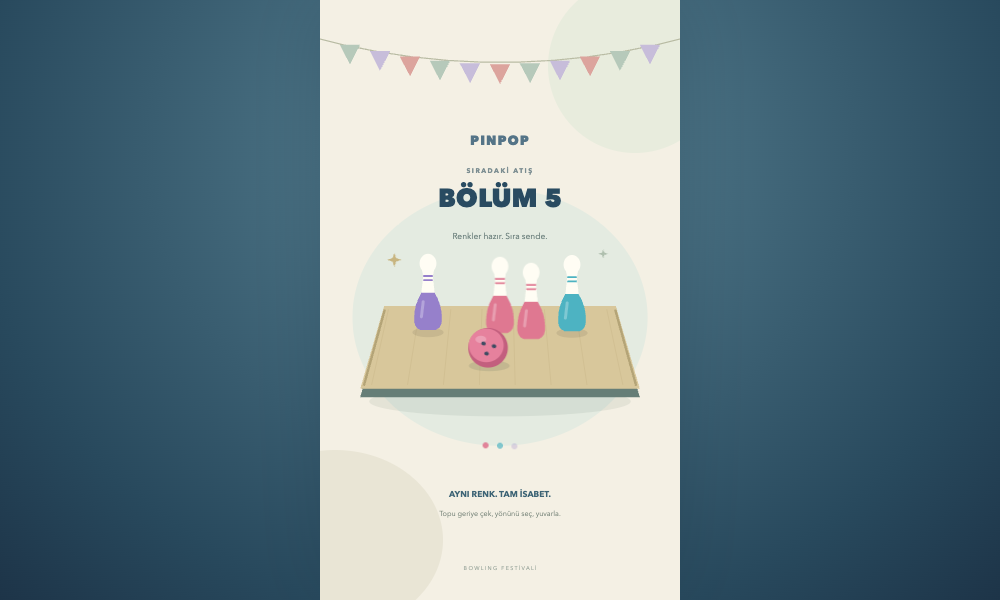 PINPOP
SIRADAKİ ATIŞ
BÖLÜM 5
Renkler hazır. Sıra sende.
AYNI RENK. TAM İSABET.
Topu geriye çek, yönünü seç, yuvarla.
BOWLING FESTİVALİ